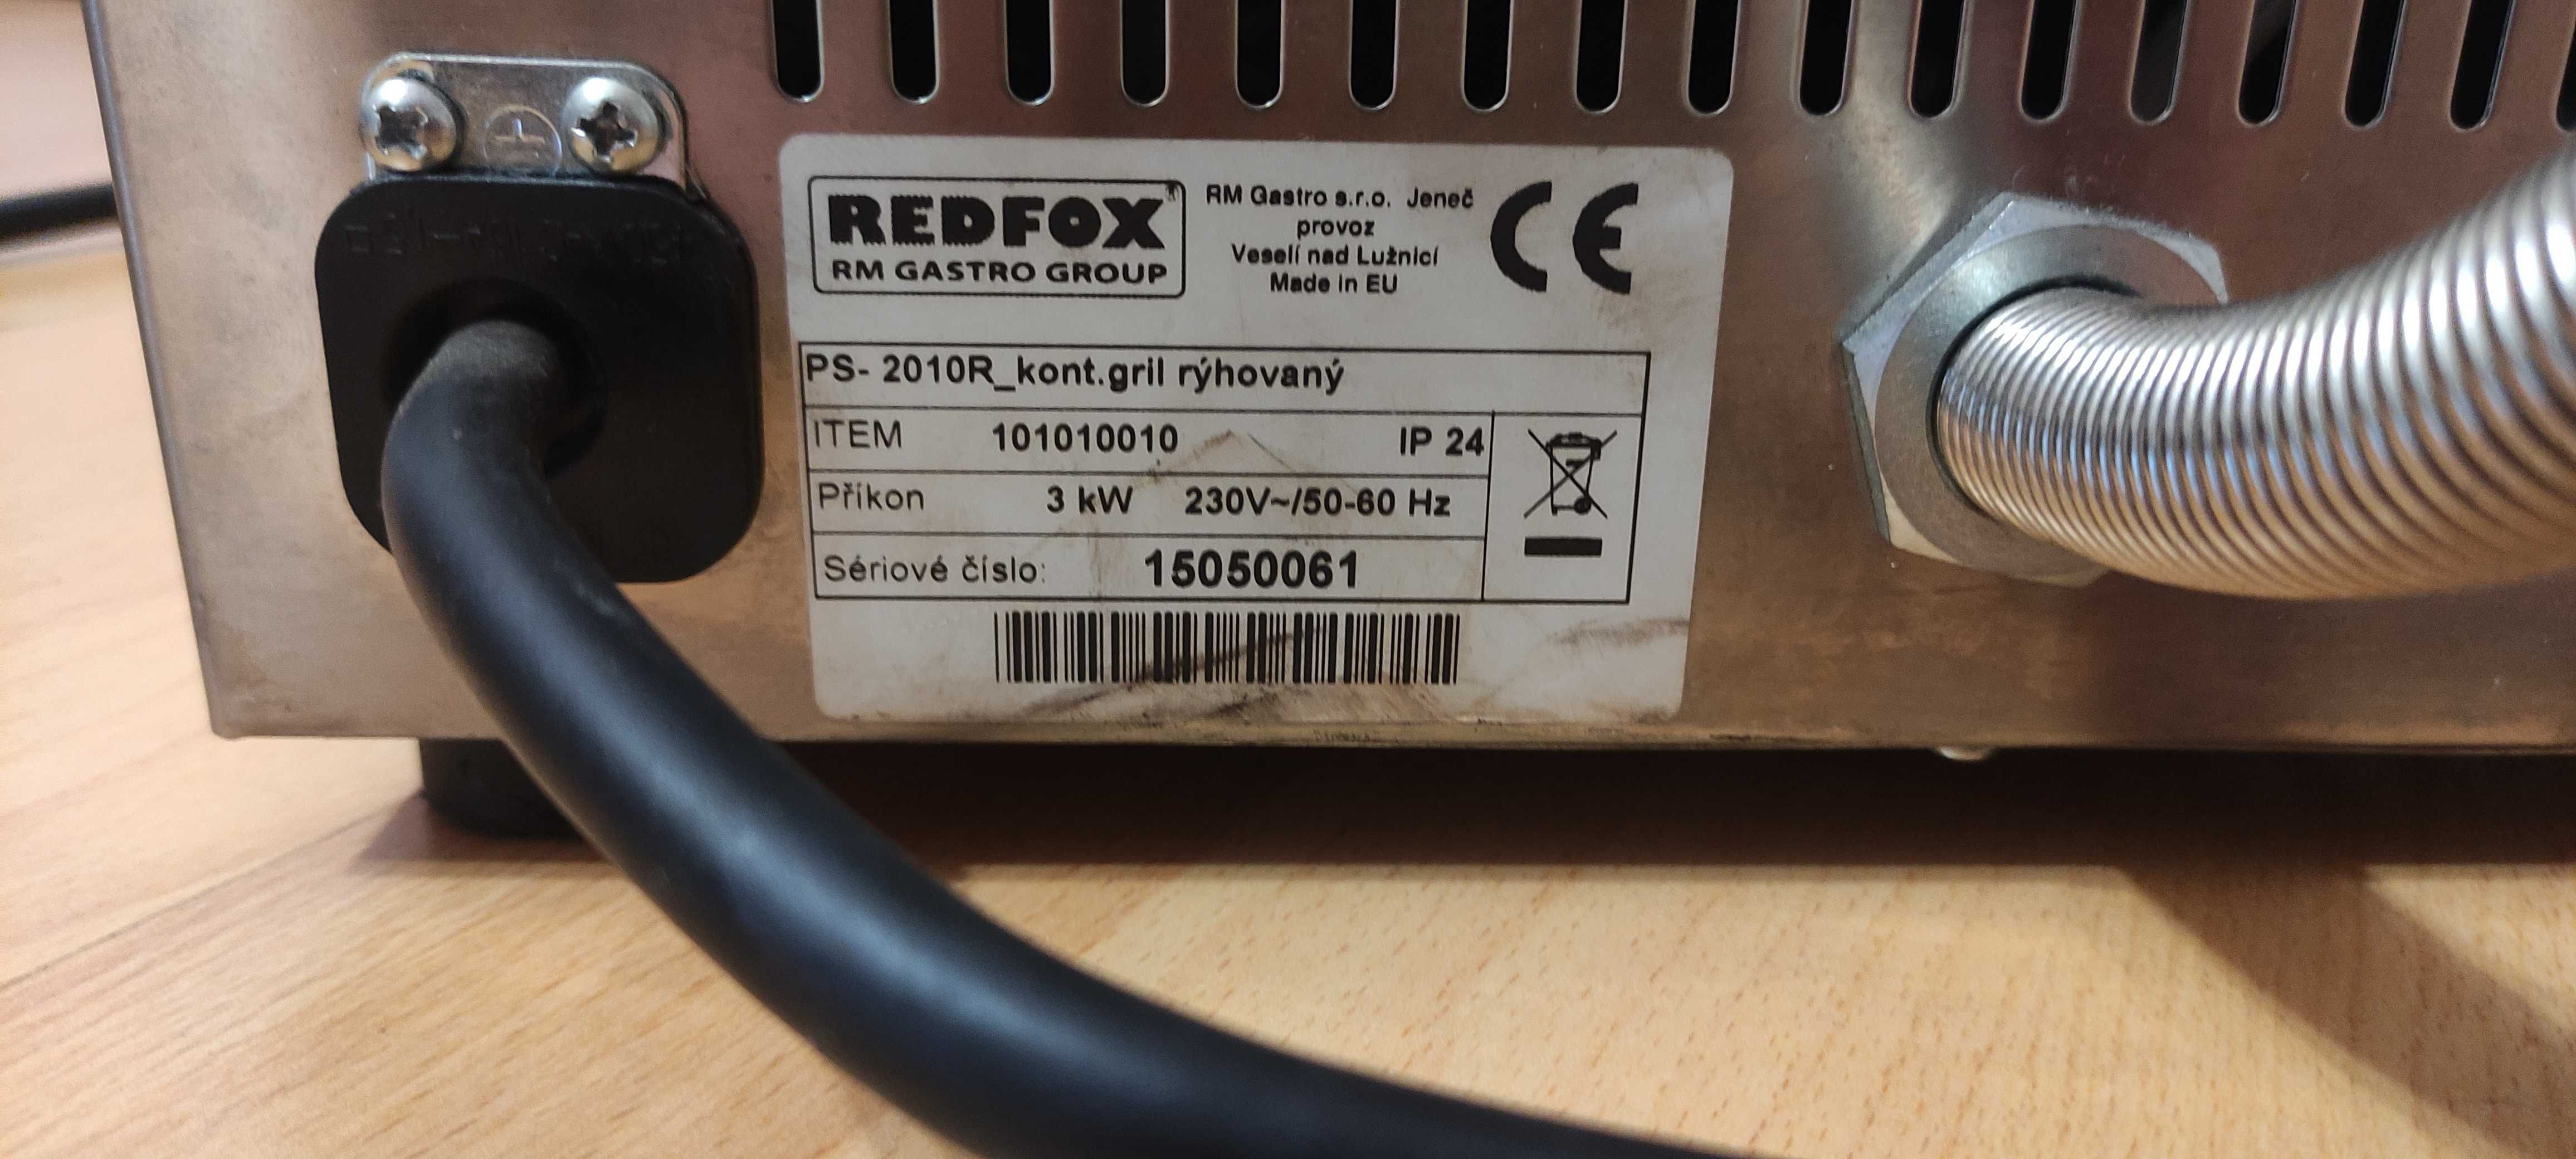 REDFOX®
RM GASTRO GROUP
RM Gastro s.r.o. Jeneč
provoz
Veselí nad Lužnicí
Made in EU
CE
PS- 2010R_kont.gril rýhovaný
ITEM 101010010 IP 24
Příkon 3 kW 230V~/50-60 Hz
Sériové číslo: 15050061